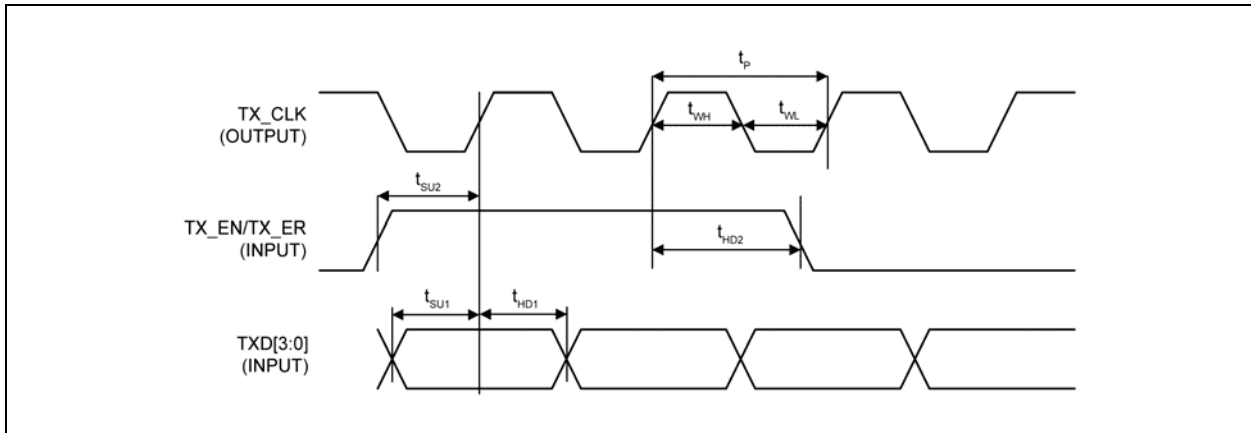 t_P
TX_CLK
(OUTPUT)
t_WH
t_WL
t_SU2
TX_EN/TX_ER
(INPUT)
t_HD2
t_SU1
t_HD1
TXD[3:0]
(INPUT)